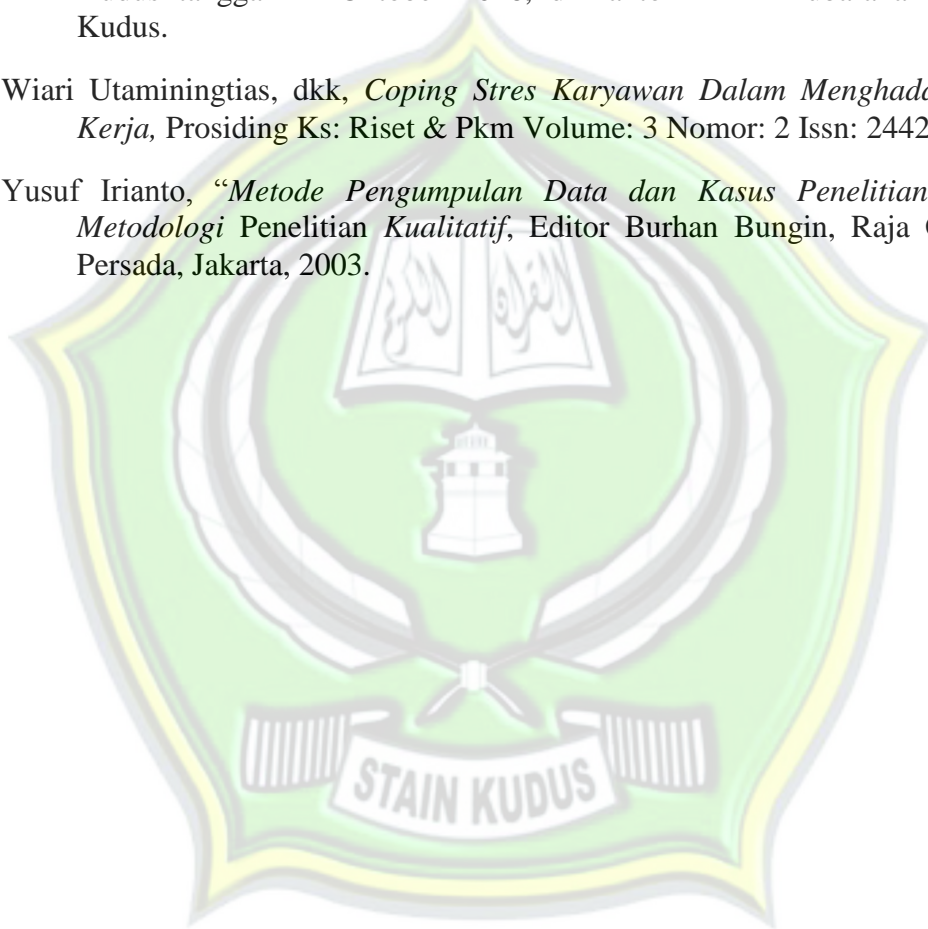 Kudus.
Wiari Utaminingtias, dkk, Coping Stres Karyawan Dalam
Kerja, Prosiding Ks: Riset & Pkm Volume: 3 Nomor: 2 Issn: 2442
Yusuf Irianto, “Metode Pengumpulan Data dan Kasus Penelitian
Metodologi Penelitian Kualitatif, Editor Burhan Bungin, Raja
Persada, Jakarta, 2003.
القرآن الكريم
STAIN KUDUS